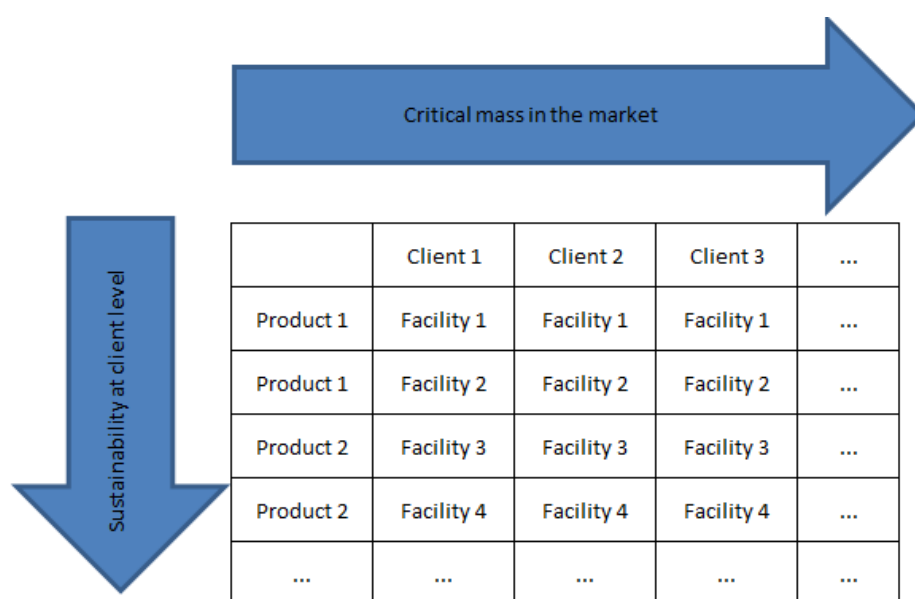 Critical mass in the market
Sustainability at client level
Client 1 Client 2 Client 3 ...
Product 1 Facility 1 Facility 1 Facility 1 ...
Product 1 Facility 2 Facility 2 Facility 2 ...
Product 2 Facility 3 Facility 3 Facility 3 ...
Product 2 Facility 4 Facility 4 Facility 4 ...
... ... ... ... ...